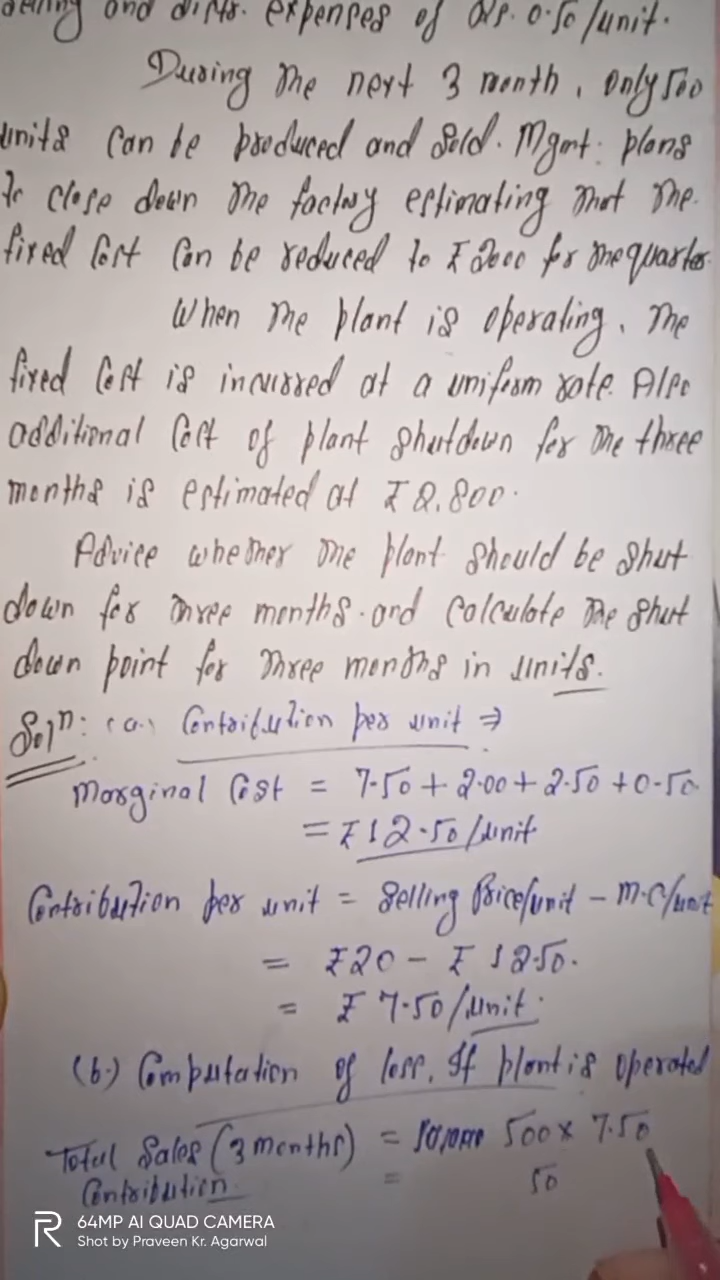 selling and distr. expenses of Rs. 0.50/unit.
During the next 3 month, only 500
units can be produced and sold. Mgmt: plans
to close down the factory estimating that the
fixed cost can be reduced to ₹2000 for the quarter.
When the plant is operating, the
fixed cost is incurred at a uniform rate. Also
additional cost of plant shutdown for the three
months is estimated at ₹2,800.
Advice whether the plant should be shut
down for three months and calculate the shut
down point for three months in units.
Solⁿ: (a.) Contribution per unit ⇒
Marginal Cost = 7.50 + 2.00 + 2.50 + 0.50
= ₹12.50/unit
Contribution per unit = Selling Price/unit - M.C/unit
= ₹20 - ₹12.50.
= ₹7.50/unit.
(b.) Computation of loss, If plant is operated
Total Sales (3 months) = 500 × 7.50
Contribution = 50
64MP AI QUAD CAMERA
Shot by Praveen Kr. Agarwal